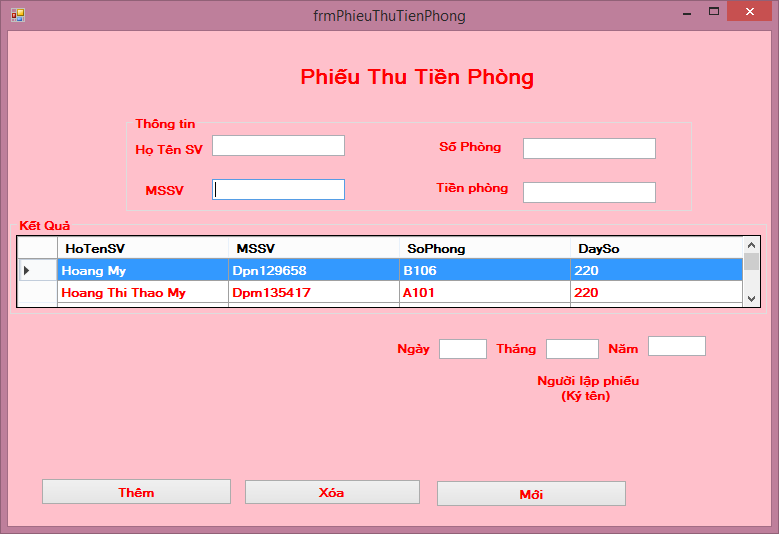 frmPhieuThuTienPhong
Phiếu Thu Tiền Phòng
Thông tin
Họ Tên SV
Số Phòng
MSSV
Tiền phòng
Kết Quả
HoTenSV MSSV SoPhong DaySo
Hoang My Dpn129658 B106 220
Hoang Thi Thao My Dpm135417 A101 220
Ngày Tháng Năm
Người lập phiếu
(Ký tên)
Thêm Xóa Mới